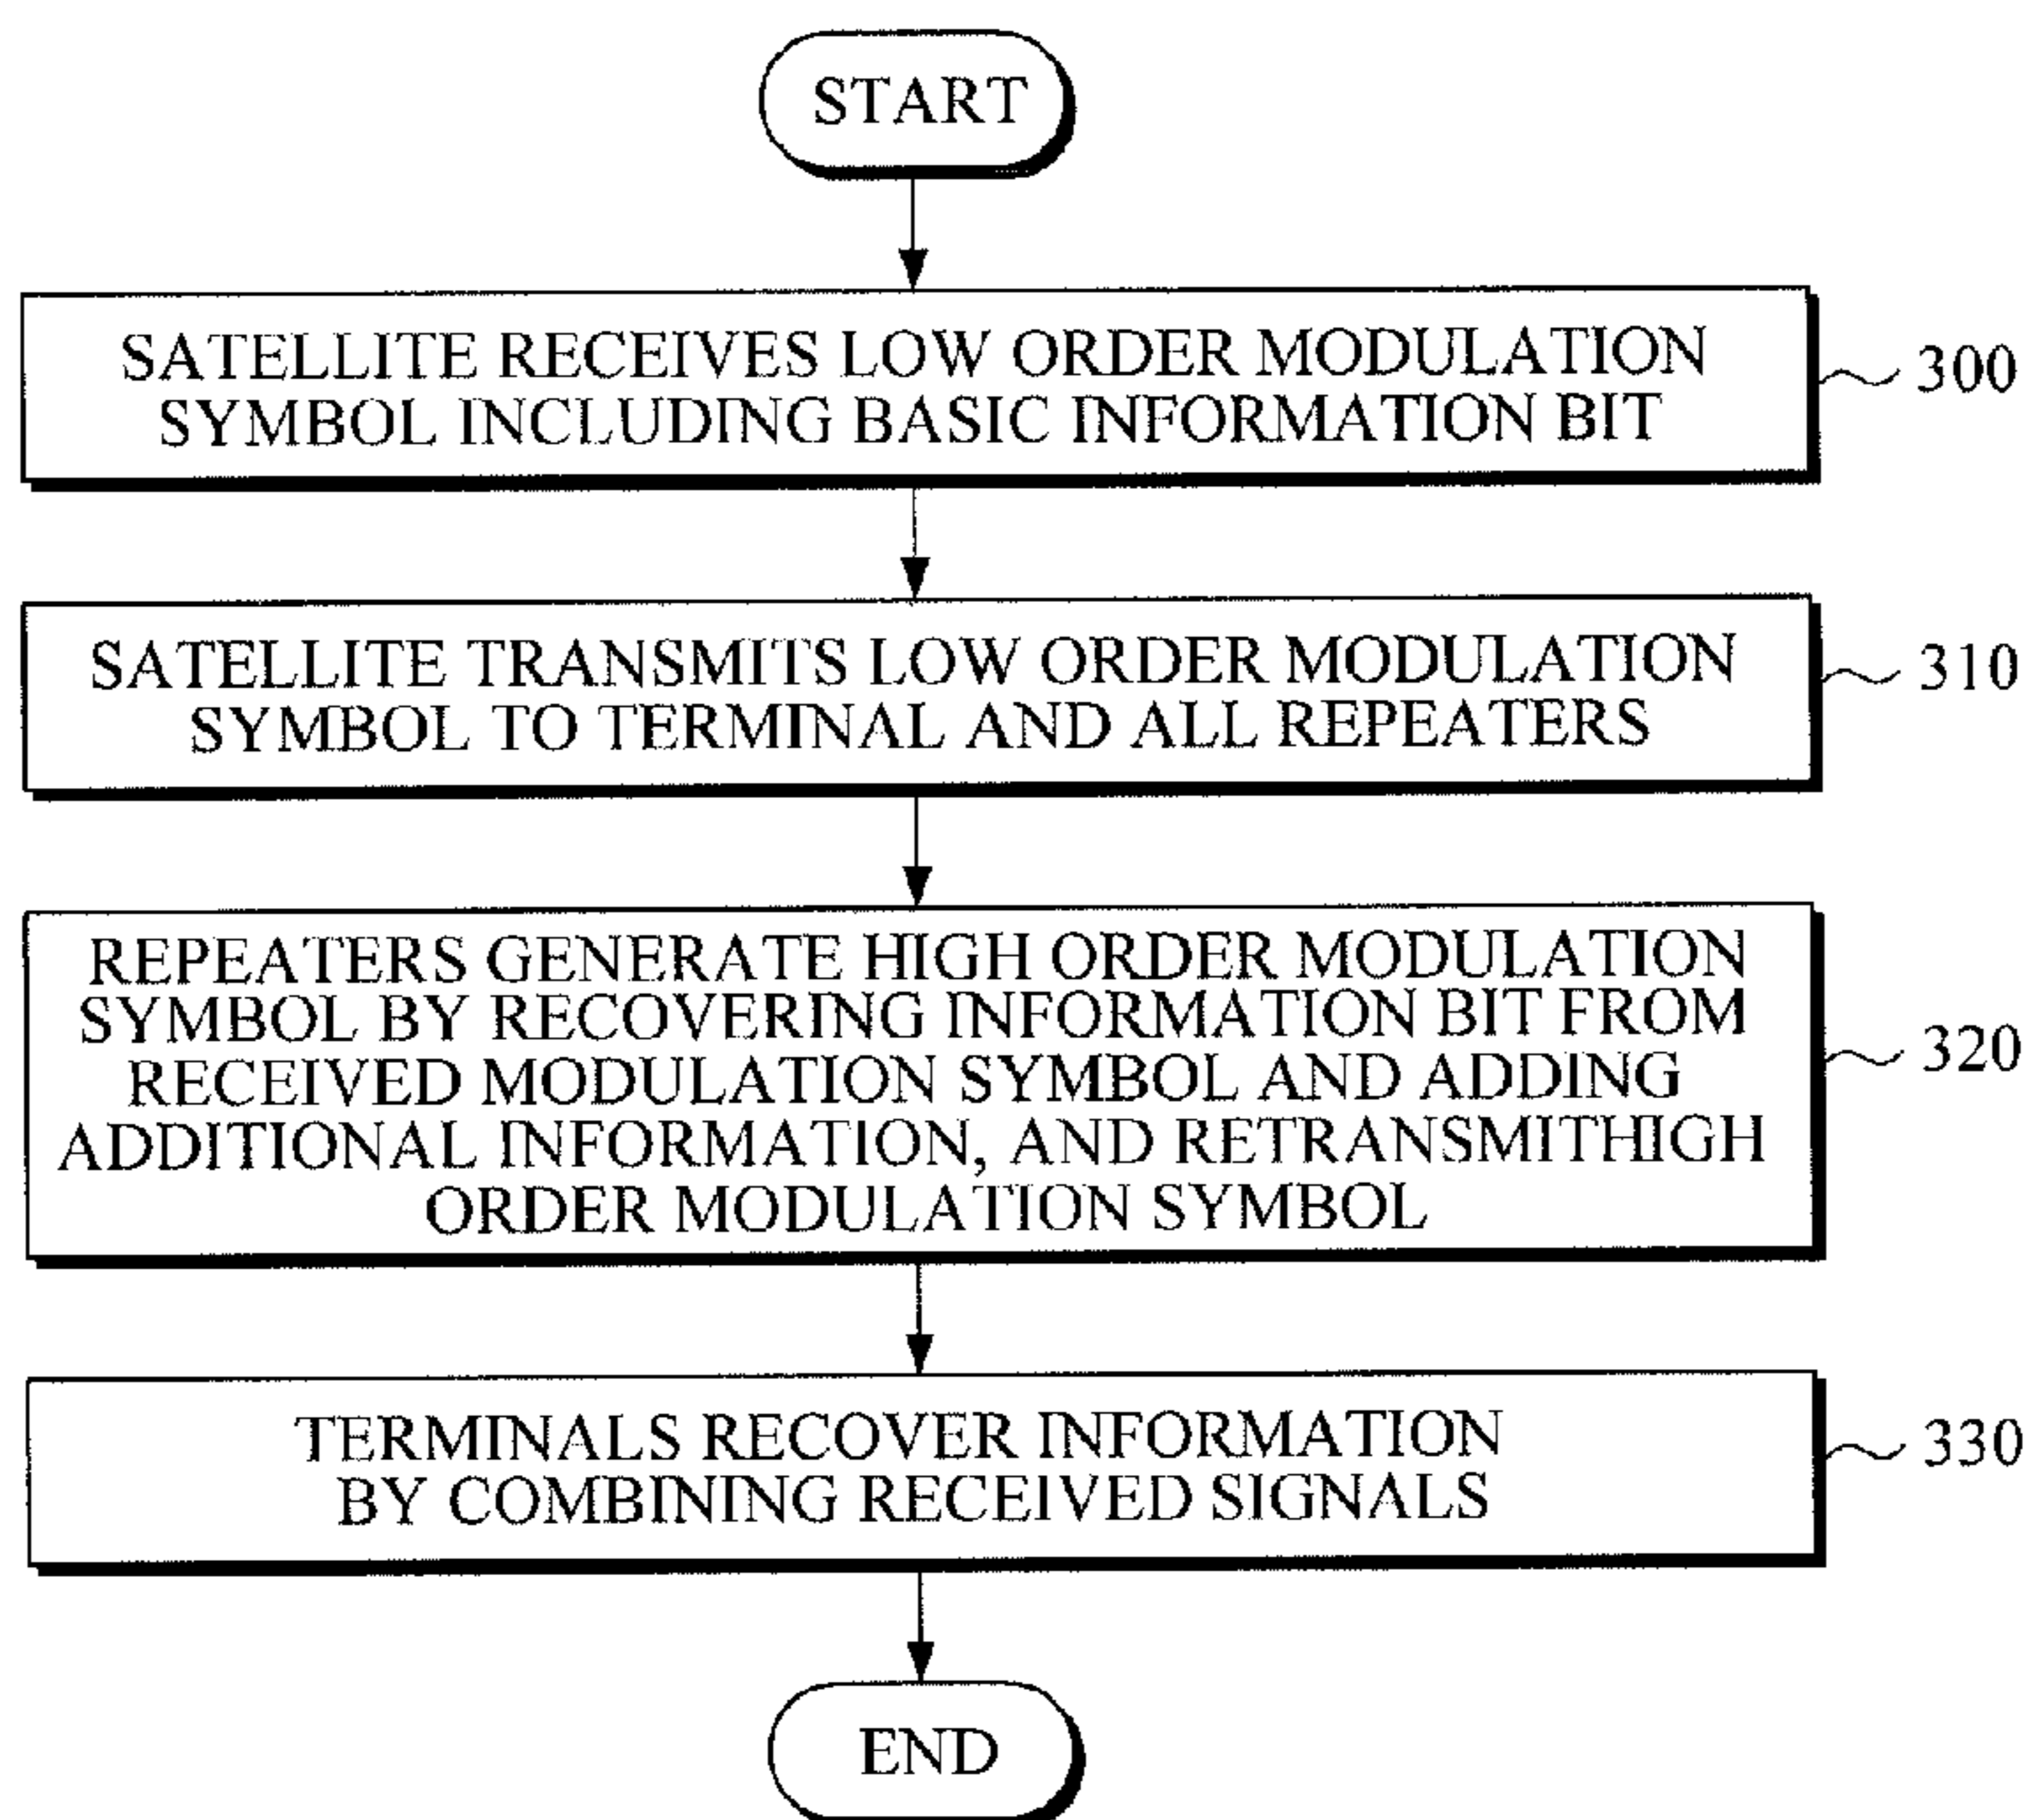 START
SATELLITE RECEIVES LOW ORDER MODULATION
SYMBOL INCLUDING BASIC INFORMATION BIT
300
SATELLITE TRANSMITS LOW ORDER MODULATION
SYMBOL TO TERMINAL AND ALL REPEATERS
310
REPEATERS GENERATE HIGH ORDER MODULATION
SYMBOL BY RECOVERING INFORMATION BIT FROM
RECEIVED MODULATION SYMBOL AND ADDING
ADDITIONAL INFORMATION, AND RETRANSMITHIGH
ORDER MODULATION SYMBOL
320
TERMINALS RECOVER INFORMATION
BY COMBINING RECEIVED SIGNALS
330
END